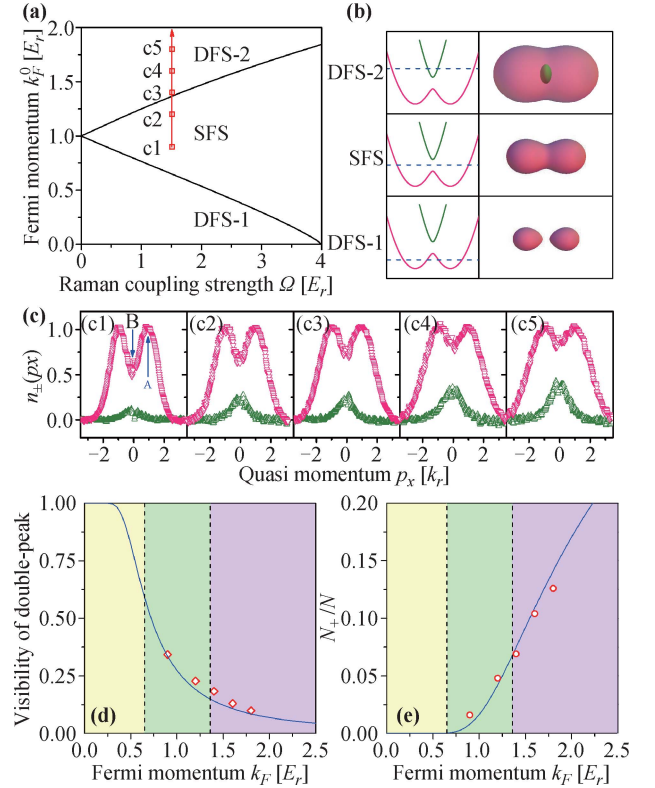 (a)
2.0
1.5
1.0
0.5
0.0
Fermi momentum k_F^0 [E_r]
c5
c4
c3
c2
c1
DFS-2
SFS
DFS-1
0 1 2 3 4
Raman coupling strength Ω [E_r]
(b)
DFS-2
SFS
DFS-1
(c)
(c1) (c2) (c3) (c4) (c5)
B
A
1.0
0.5
0.0
n_±(px)
−2 0 2 −2 0 2 −2 0 2 −2 0 2 −2 0 2
Quasi momentum p_x [k_r]
1.00
0.75
0.50
0.25
0.00
Visibility of double-peak
(d)
0.0 0.5 1.0 1.5 2.0 2.5
Fermi momentum k_F [E_r]
0.20
0.15
0.10
0.05
0.00
N_+/N
(e)
0.0 0.5 1.0 1.5 2.0 2.5
Fermi momentum k_F [E_r]